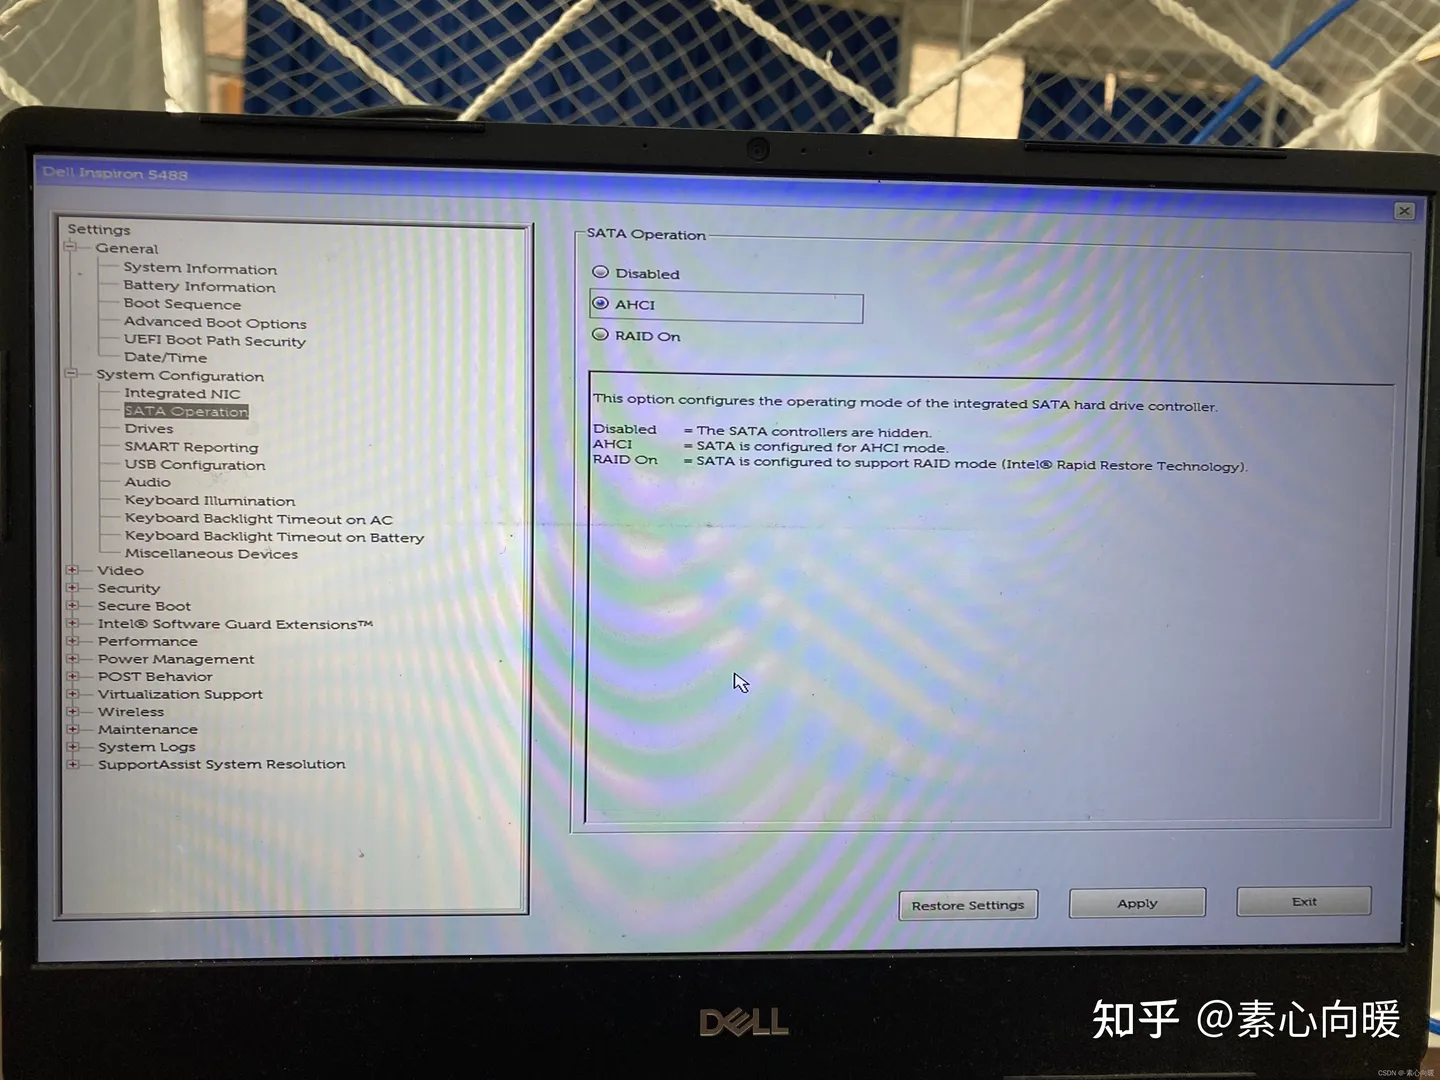 Dell Inspiron 5488
Settings
General
System Information
Battery Information
Boot Sequence
Advanced Boot Options
UEFI Boot Path Security
Date/Time
System Configuration
Integrated NIC
SATA Operation
Drives
SMART Reporting
USB Configuration
Audio
Keyboard Illumination
Keyboard Backlight Timeout on AC
Keyboard Backlight Timeout on Battery
Miscellaneous Devices
Video
Security
Secure Boot
Intel® Software Guard Extensions™
Performance
Power Management
POST Behavior
Virtualization Support
Wireless
Maintenance
System Logs
SupportAssist System Resolution
SATA Operation
Disabled
AHCI
RAID On
This option configures the operating mode of the integrated SATA hard drive controller.
Disabled = The SATA controllers are hidden.
AHCI = SATA is configured for AHCI mode.
RAID On = SATA is configured to support RAID mode (Intel® Rapid Restore Technology).
Restore Settings Apply Exit
DELL
知乎 @素心向暖
CSDN @-素心向暖